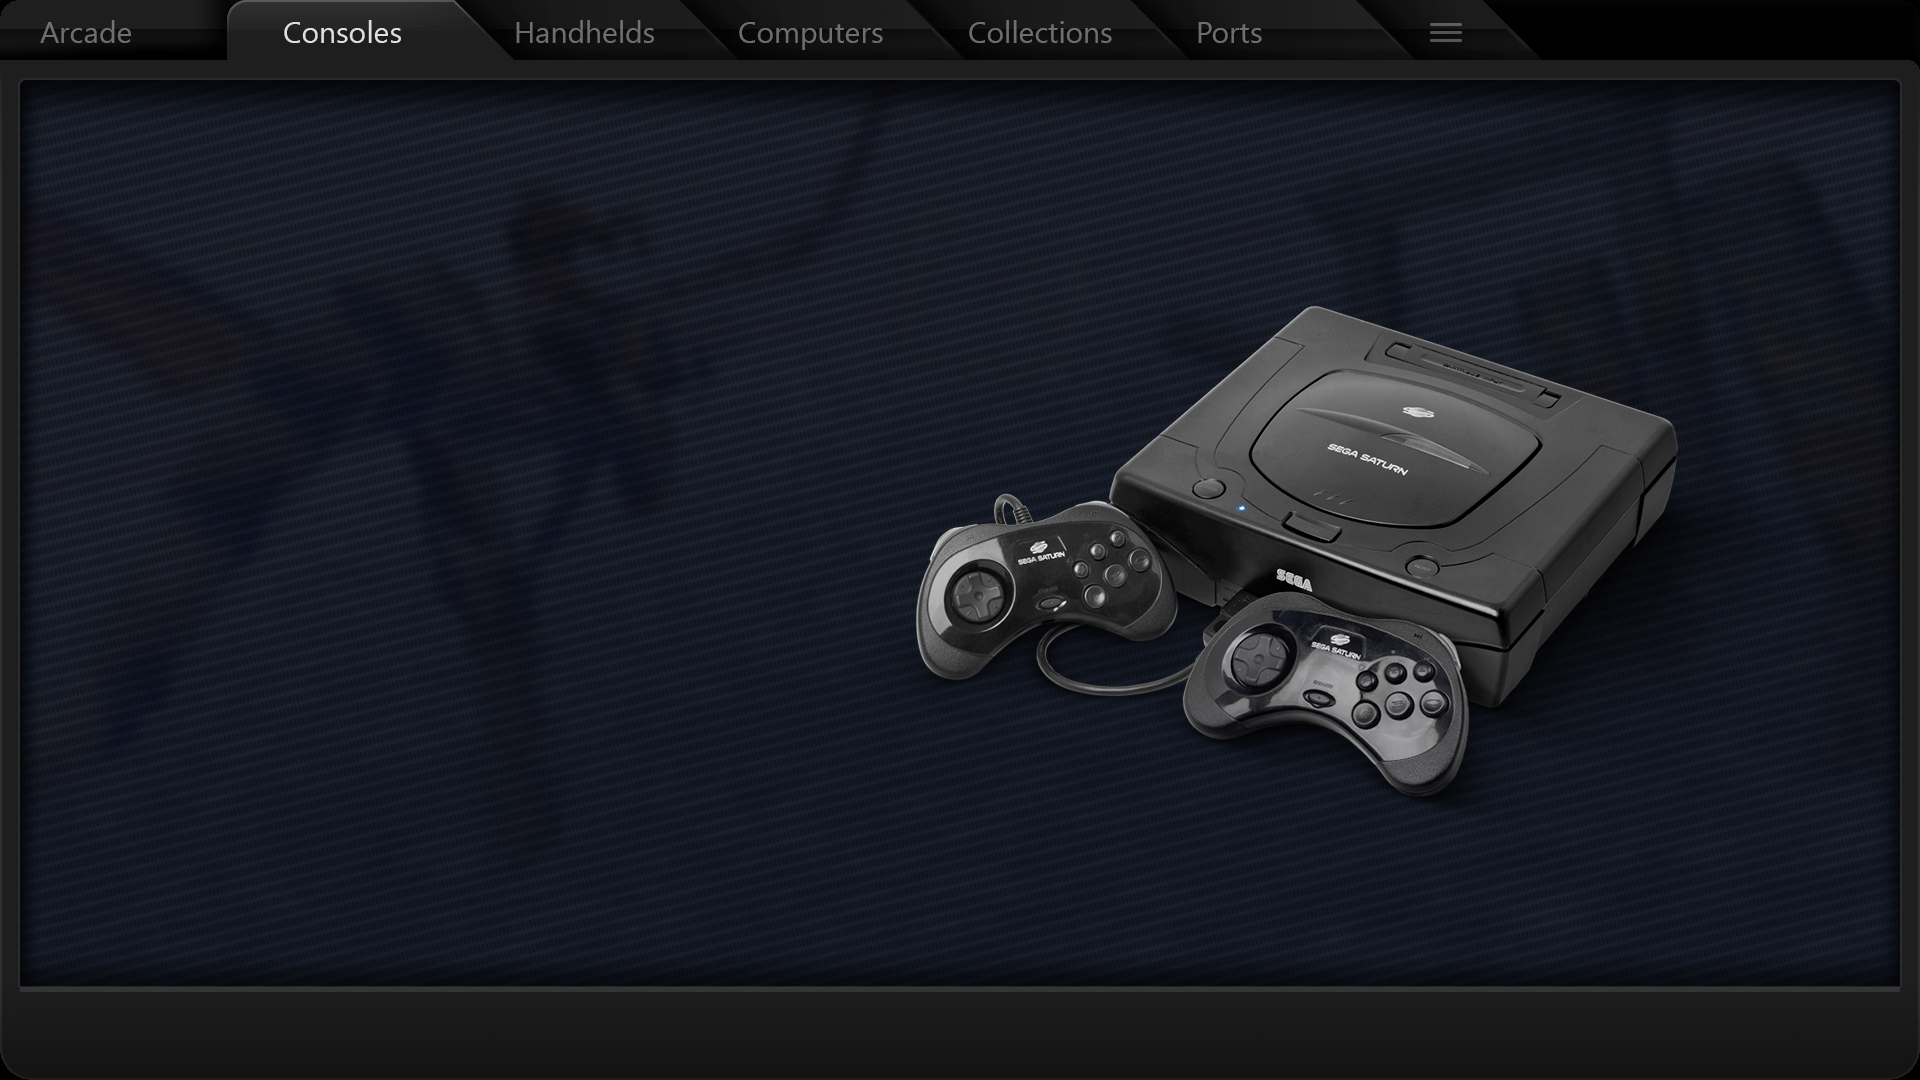 Arcade
Consoles
Handhelds
Computers
Collections
Ports
SEGA SATURN
SEGA SATURN
SEGA
SEGA SATURN